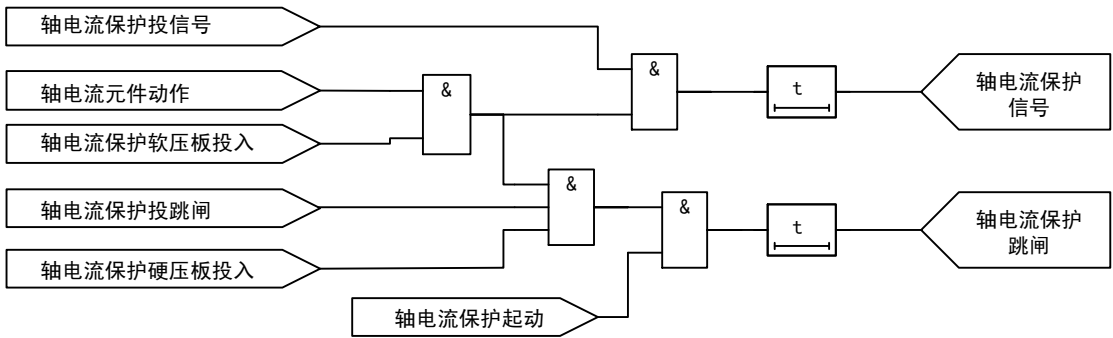 轴电流保护投信号
轴电流元件动作
轴电流保护软压板投入
轴电流保护投跳闸
轴电流保护硬压板投入
轴电流保护起动
&
&
&
&
t
t
轴电流保护
信号
轴电流保护
跳闸